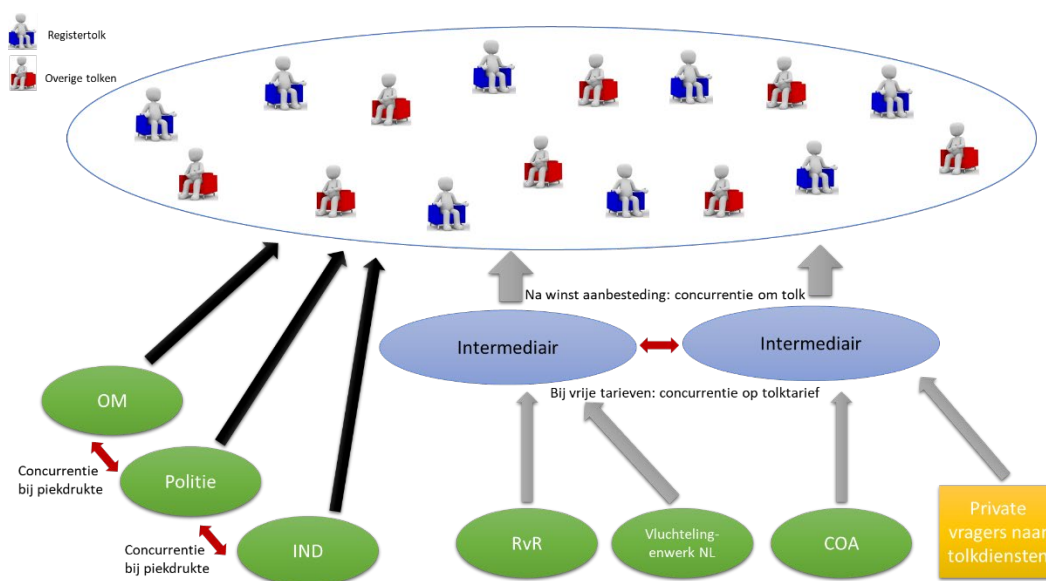 Registertolk
Overige tolken
Na winst aanbesteding: concurrentie om tolk
Intermediair
Intermediair
Bij vrije tarieven: concurrentie op tolktarief
OM
Concurrentie
bij piekdrukte
Politie
Concurrentie
bij piekdrukte
IND
RvR
Vluchteling-
enwerk NL
COA
Private
vragers naar
tolkdiensten